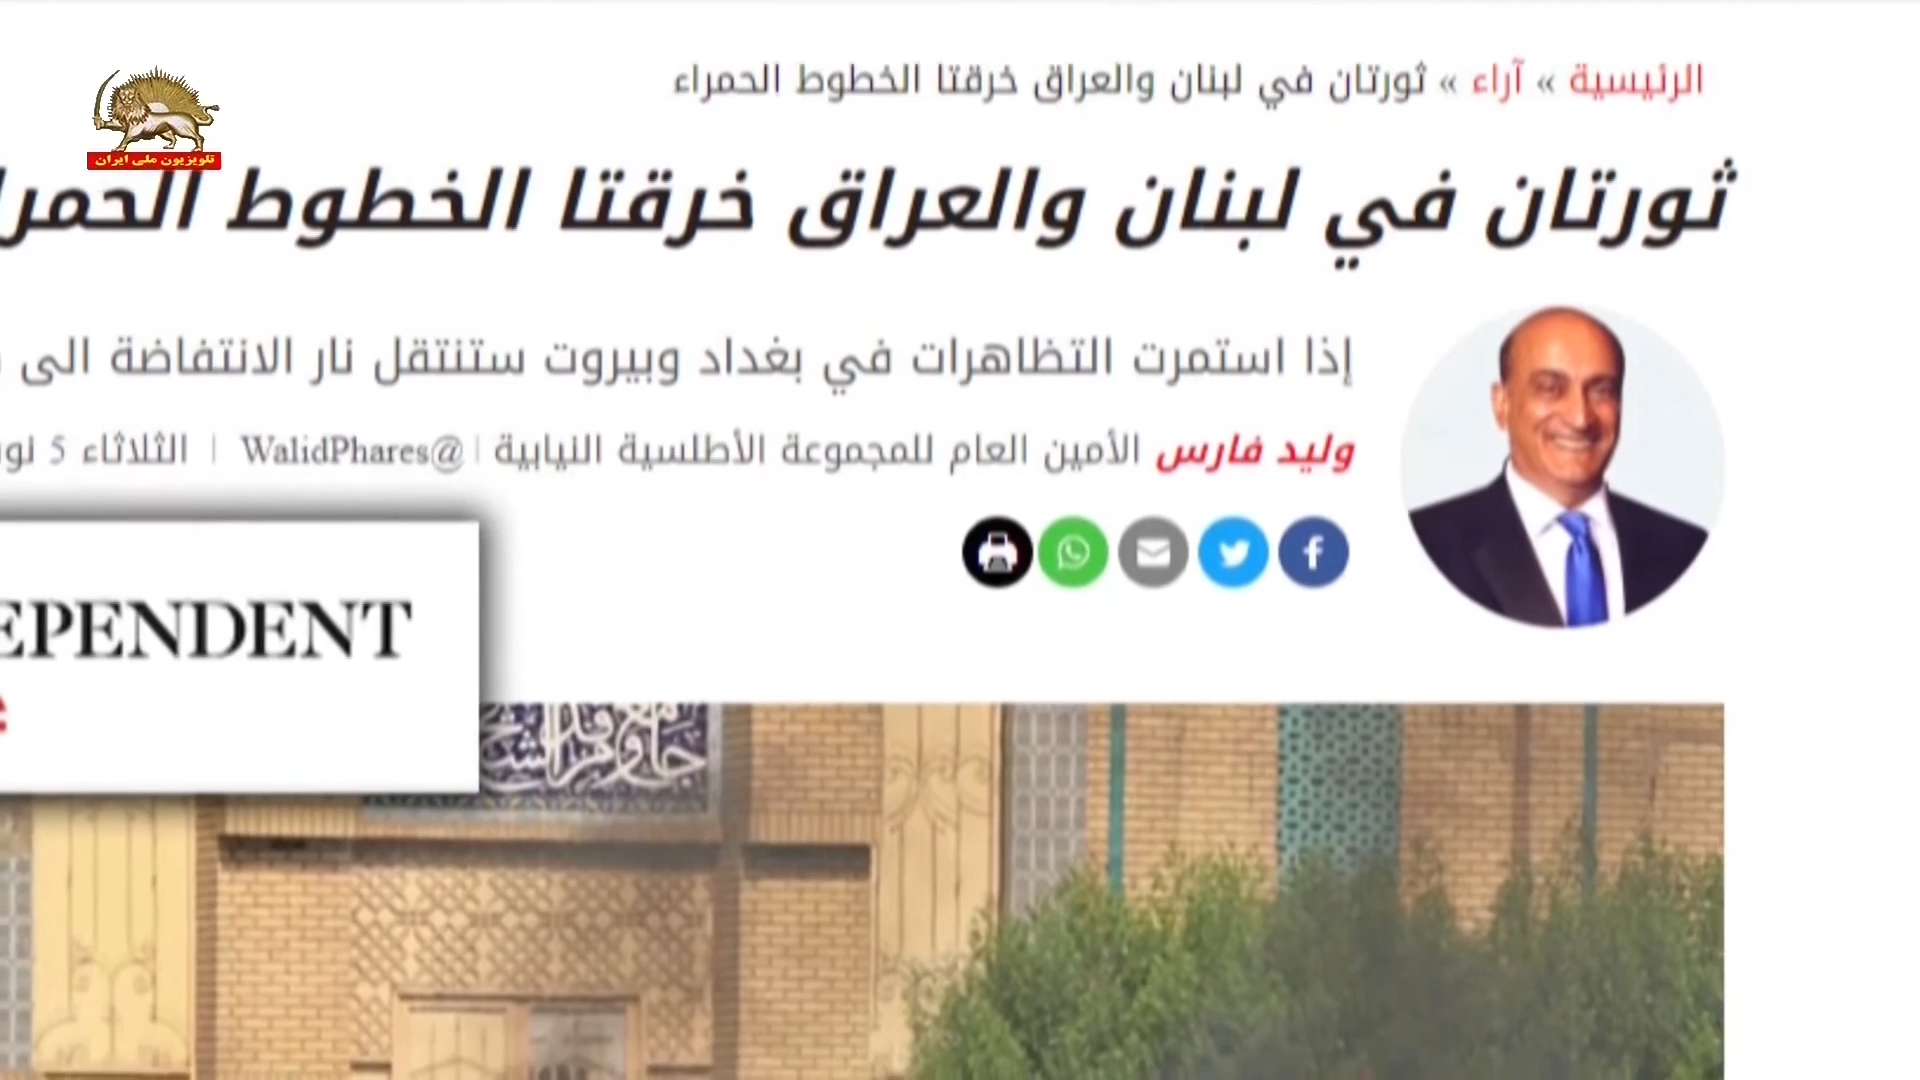 الرئيسية » آراء » ثورتان في لبنان والعراق خرقتا الخطوط الحمراء
تلویزیون ملی ایران
ثورتان في لبنان والعراق خرقتا الخطوط
إذا استمرت التظاهرات في بغداد وبيروت ستنتقل نار الانتفاضة الى
وليد فارس الأمين العام للمجموعة الأطلسية النيابية | @WalidPhares | الثلاثاء 5
EPENDENT